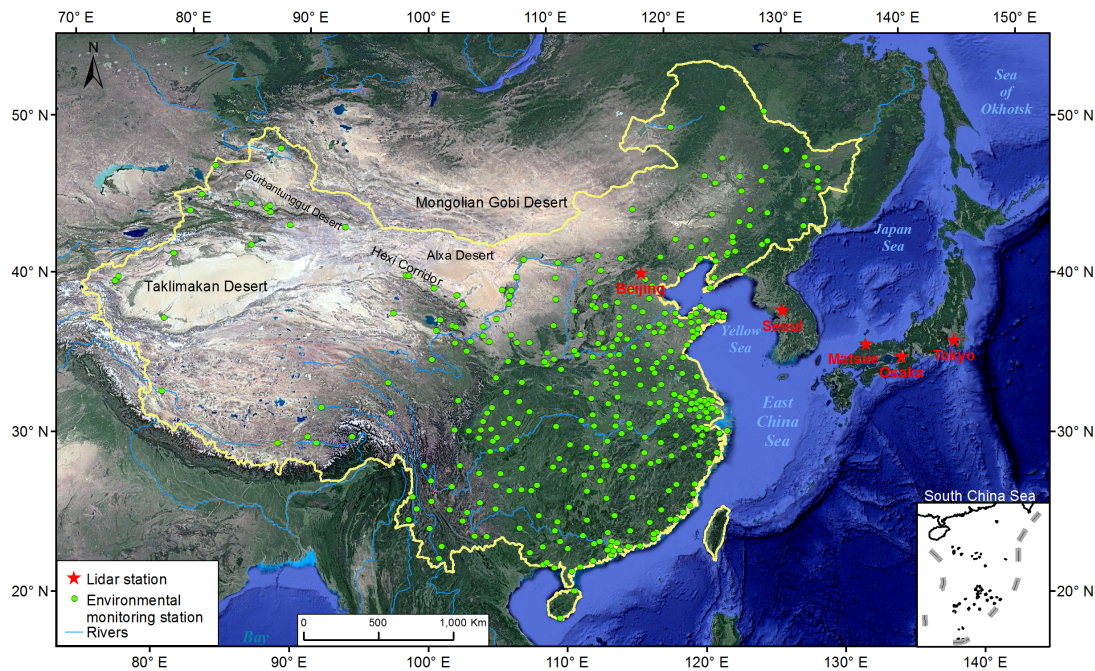 70° E 80° E 90° E 100° E 110° E 120° E 130° E 140° E 150° E
N
Sea
of
Okhotsk
50° N 50° N
Gurbantunggut Desert
Mongolian Gobi Desert
Japan
Sea
Alxa Desert
Hexi Corridor
40° N 40° N
Taklimakan Desert
Beijing
Seoul
Yellow
Sea
Matsue
Tokyo
Osaka
East
China
Sea
30° N 30° N
South China Sea
Lidar station
Environmental
monitoring station
Rivers
20° N 20° N
0 500 1,000 KM
Bay
80° E 90° E 100° E 110° E 120° E 130° E 140° E